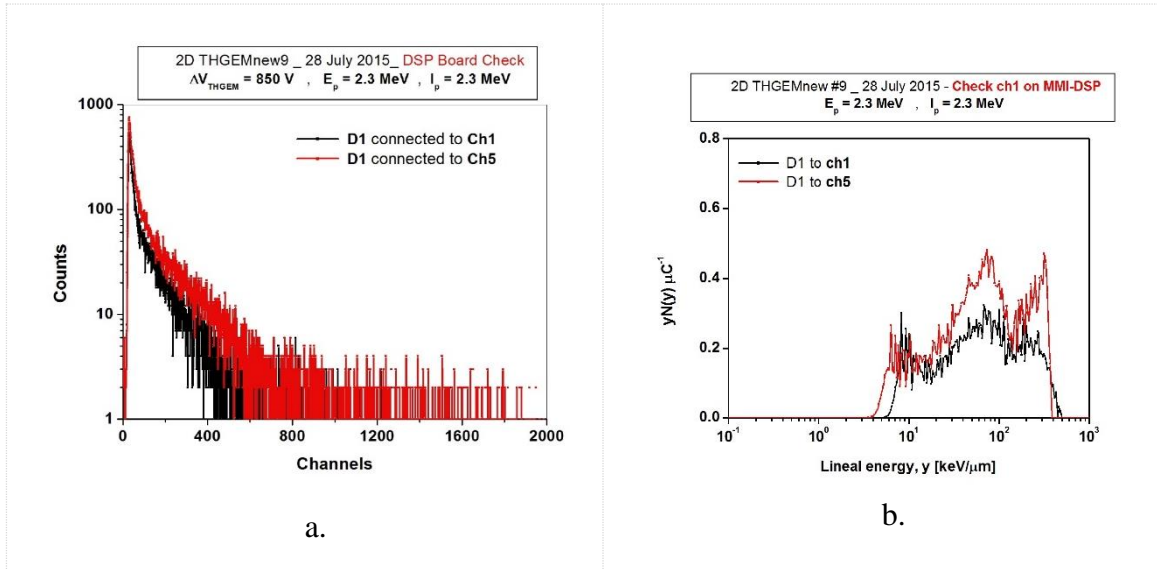 2D THGEMnew9 _ 28 July 2015_ DSP Board Check
ΔV_THGEM = 850 V , E_p = 2.3 MeV , I_p = 2.3 MeV
1000
100
10
1
Counts
D1 connected to Ch1
D1 connected to Ch5
0 400 800 1200 1600 2000
Channels
a.
2D THGEMnew #9 _ 28 July 2015 - Check ch1 on MMI-DSP
E_p = 2.3 MeV , I_p = 2.3 MeV
0.8
0.6
0.4
0.2
0.0
yN(y) μC⁻¹
D1 to ch1
D1 to ch5
10⁻¹ 10⁰ 10¹ 10² 10³
Lineal energy, y [keV/μm]
b.